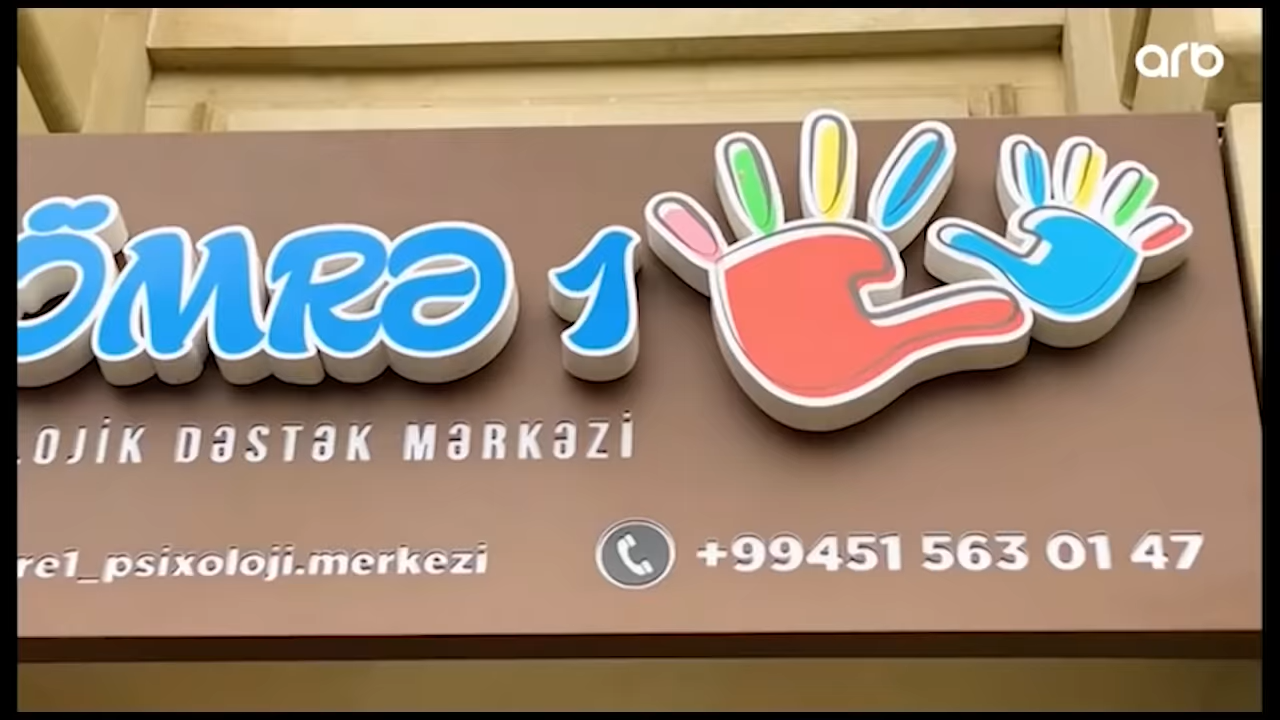 arb
ÖMRƏ 1
LOJİK DƏSTƏK MƏRKƏZİ
re1_psixoloji.merkezi
+99451 563 01 47